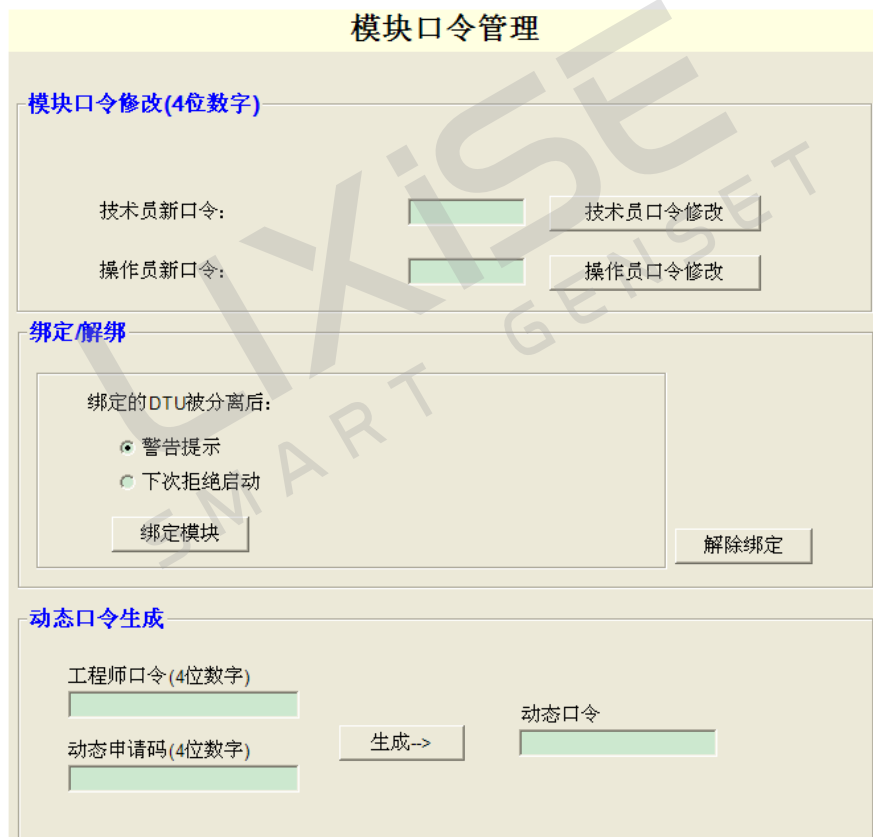 模块口令管理
模块口令修改(4位数字)
技术员新口令:
技术员口令修改
操作员新口令:
操作员口令修改
绑定/解绑
绑定的DTU被分离后:
警告提示
下次拒绝启动
绑定模块
解除绑定
动态口令生成
工程师口令(4位数字)
动态口令
生成-->
动态申请码(4位数字)
LIXiSE
SMART GENSET